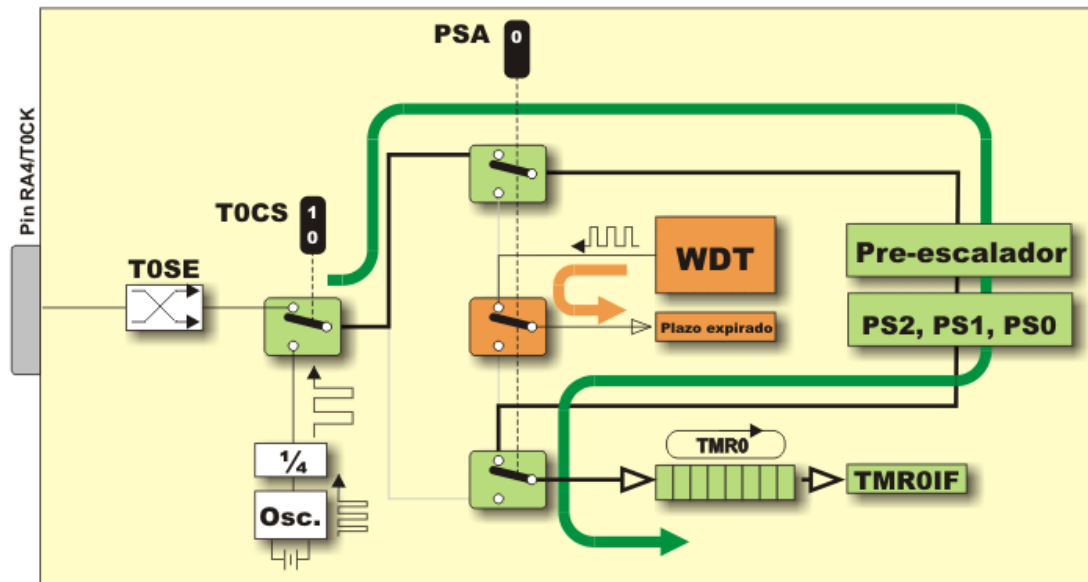 PSA
0
Pin RA4/T0CK
T0CS
1
0
T0SE
WDT
Pre-escalador
Plazo expirado
PS2, PS1, PS0
¼
Osc.
TMR0
TMR0IF